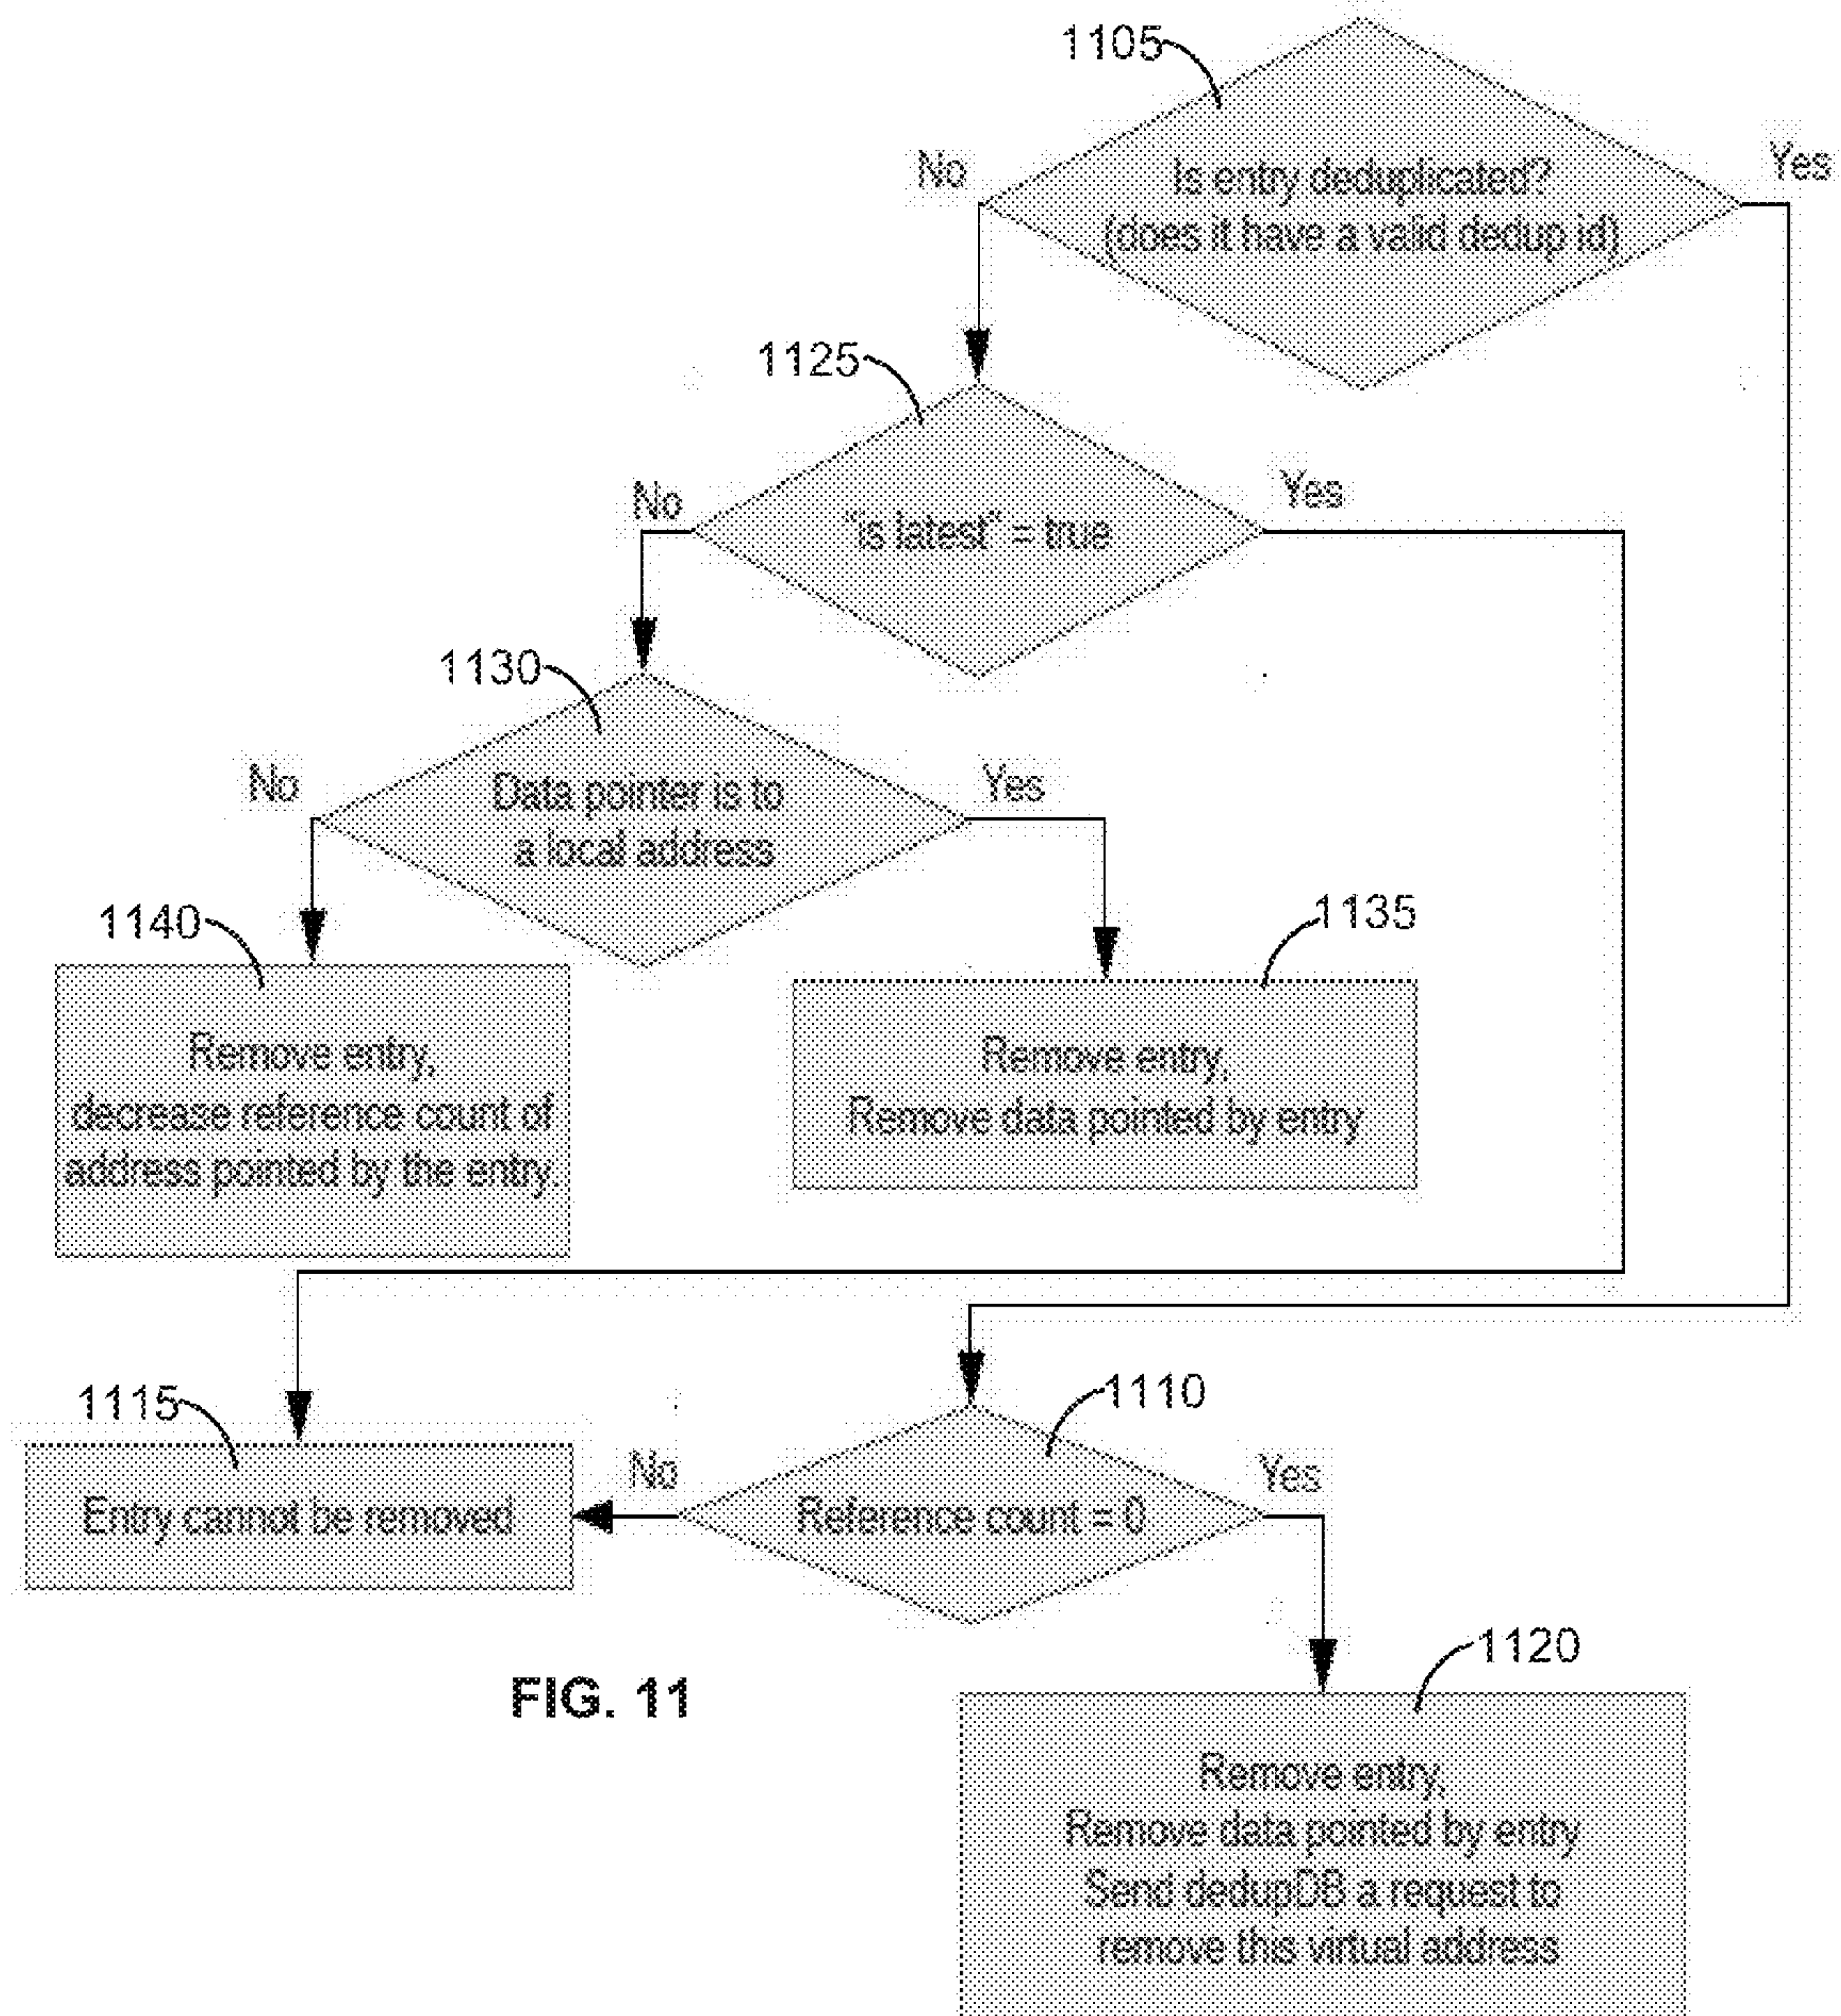 1105
No
Yes
Is entry deduplicated?
(does it have a valid dedup id)
1125
No
Yes
"is latest" = true
1130
No
Yes
Data pointer is to
a local address
1140
1135
Remove entry,
decrease reference count of
address pointed by the entry.
Remove entry,
Remove data pointed by entry
1115
1110
No
Yes
Entry cannot be removed
Reference count = 0
1120
FIG. 11
Remove entry,
Remove data pointed by entry
Send dedupDB a request to
remove this virtual address